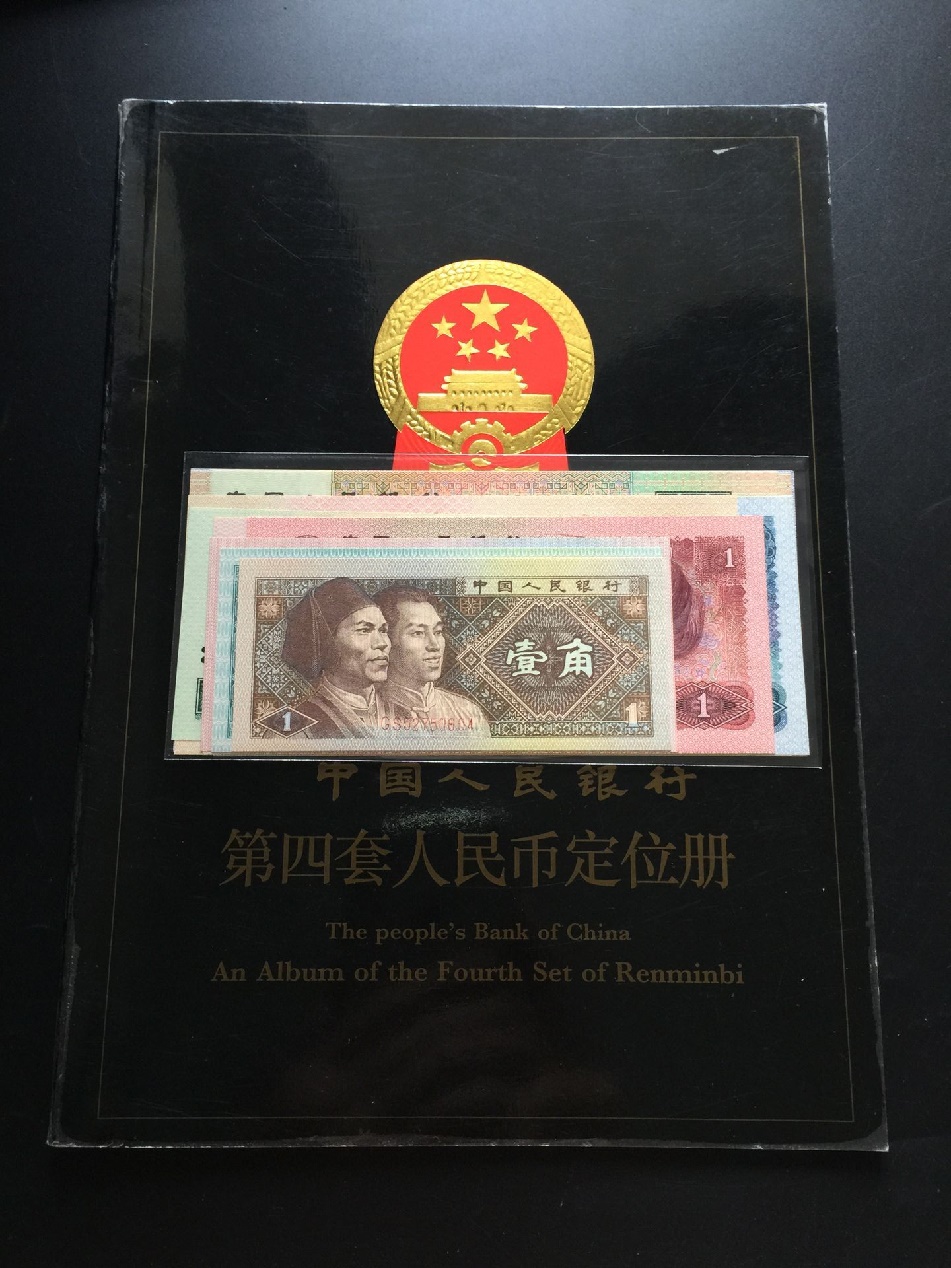 中国人民银行
1
壹角
1
1
1
1
中国人民银行
第四套人民币定位册
The people's Bank of China
An Album of the Fourth Set of Renminbi